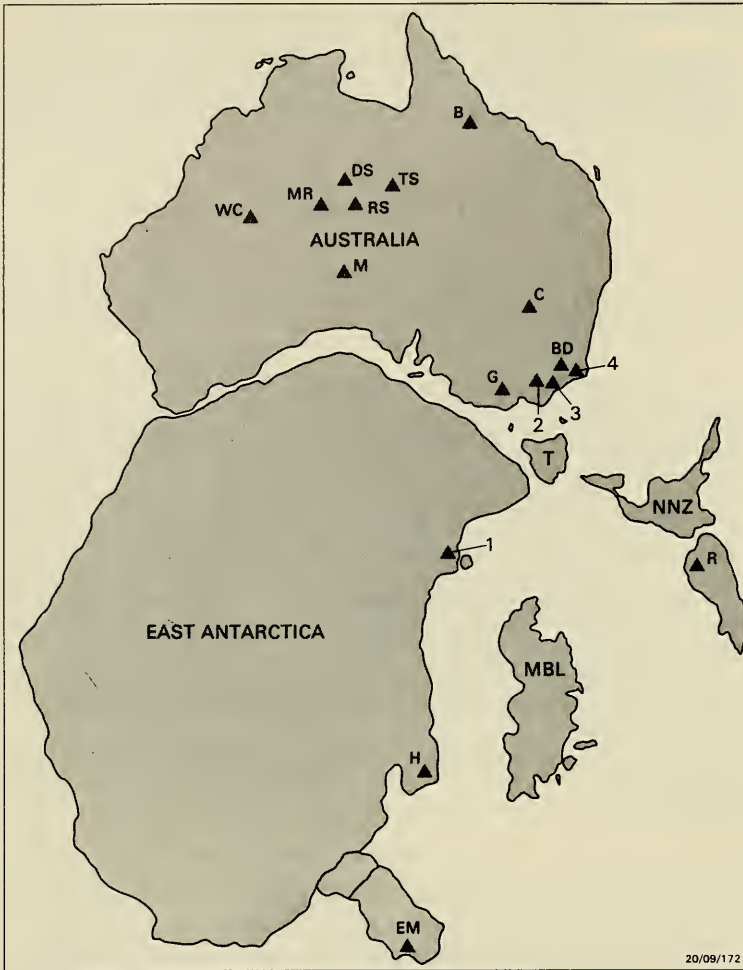 B
DS
TS
MR
RS
WC
AUSTRALIA
M
C
BD
4
G
2
3
T
NNZ
1
R
EAST ANTARCTICA
MBL
H
EM
20/09/172